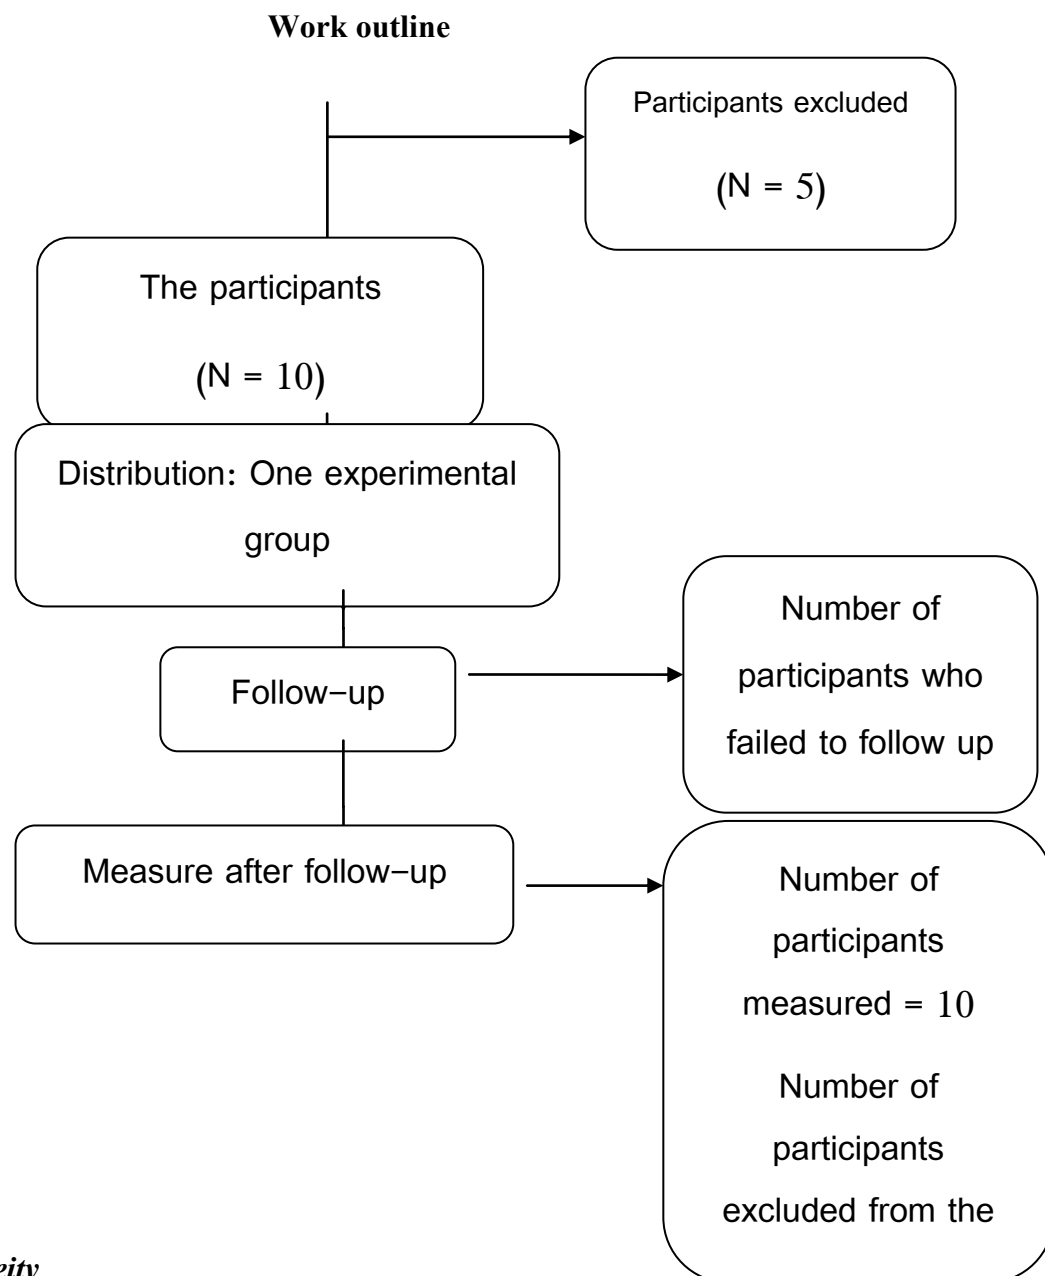 Work outline
Participants excluded
(N = 5)
The participants
(N = 10)
Distribution: One experimental
group
Number of
participants who
failed to follow up
Follow-up
Measure after follow-up
Number of
participants
measured = 10
Number of
participants
excluded from the